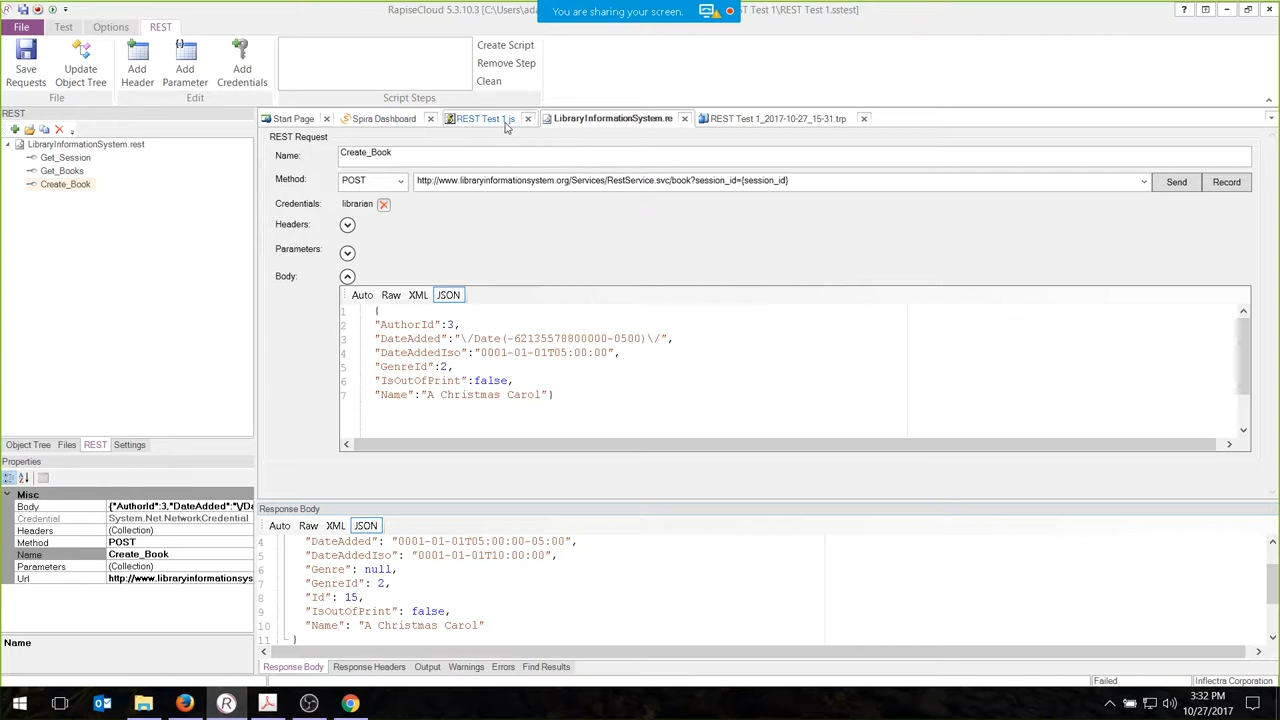 RapiseCloud 5.3.10.3 [C:\Users\ada
You are sharing your screen.
T Test 1\REST Test 1.sstest]
File
Test
Options
REST
Save Requests
Update Object Tree
Add Header
Add Parameter
Add Credentials
Create Script
Remove Step
Clean
File
Edit
Script Steps
REST
Start Page
Spira Dashboard
REST Test 1.js
LibraryInformationSystem.re
REST Test 1_2017-10-27_15-31.trp
LibraryInformationSystem.rest
Get_Session
Get_Books
Create_Book
REST Request
Name:
Create_Book
Method:
POST
http://www.libraryinformationsystem.org/Services/RestService.svc/book?session_id={session_id}
Send
Record
Credentials:
librarian
Headers:
Parameters:
Body:
Auto Raw XML JSON
1 {
2 "AuthorId":3,
3 "DateAdded":"\/Date(-62135578800000-0500)\/",
4 "DateAddedIso":"0001-01-01T05:00:00",
5 "GenreId":2,
6 "IsOutOfPrint":false,
7 "Name":"A Christmas Carol"}
Object Tree Files REST Settings
Properties
Misc
Body {"AuthorId":3,"DateAdded":"\/Da
Credential System.Net.NetworkCredential
Headers (Collection)
Method POST
Name Create_Book
Parameters (Collection)
Url http://www.libraryinformationsys
Name
Response Body
Auto Raw XML JSON
4 "DateAdded": "0001-01-01T05:00:00-05:00",
5 "DateAddedIso": "0001-01-01T10:00:00",
6 "Genre": null,
7 "GenreId": 2,
8 "Id": 15,
9 "IsOutOfPrint": false,
10 "Name": "A Christmas Carol"
11 }
Response Body Response Headers Output Warnings Errors Find Results
Failed
Inflectra Corporation
3:32 PM
10/27/2017